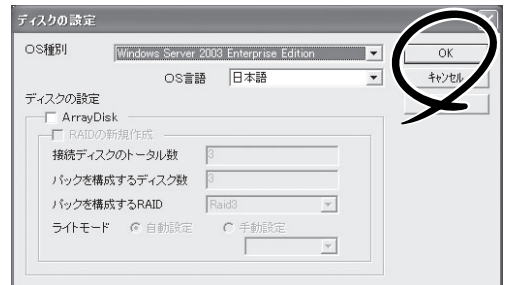 ディスクの設定
OS種別 Windows Server 2003 Enterprise Edition
OS言語 日本語
OK
キャンセル
ディスクの設定
ArrayDisk
RAIDの新規作成
接続ディスクのトータル数 3
パックを構成するディスク数 3
パックを構成するRAID Raid3
ライトモード 自動設定 手動設定